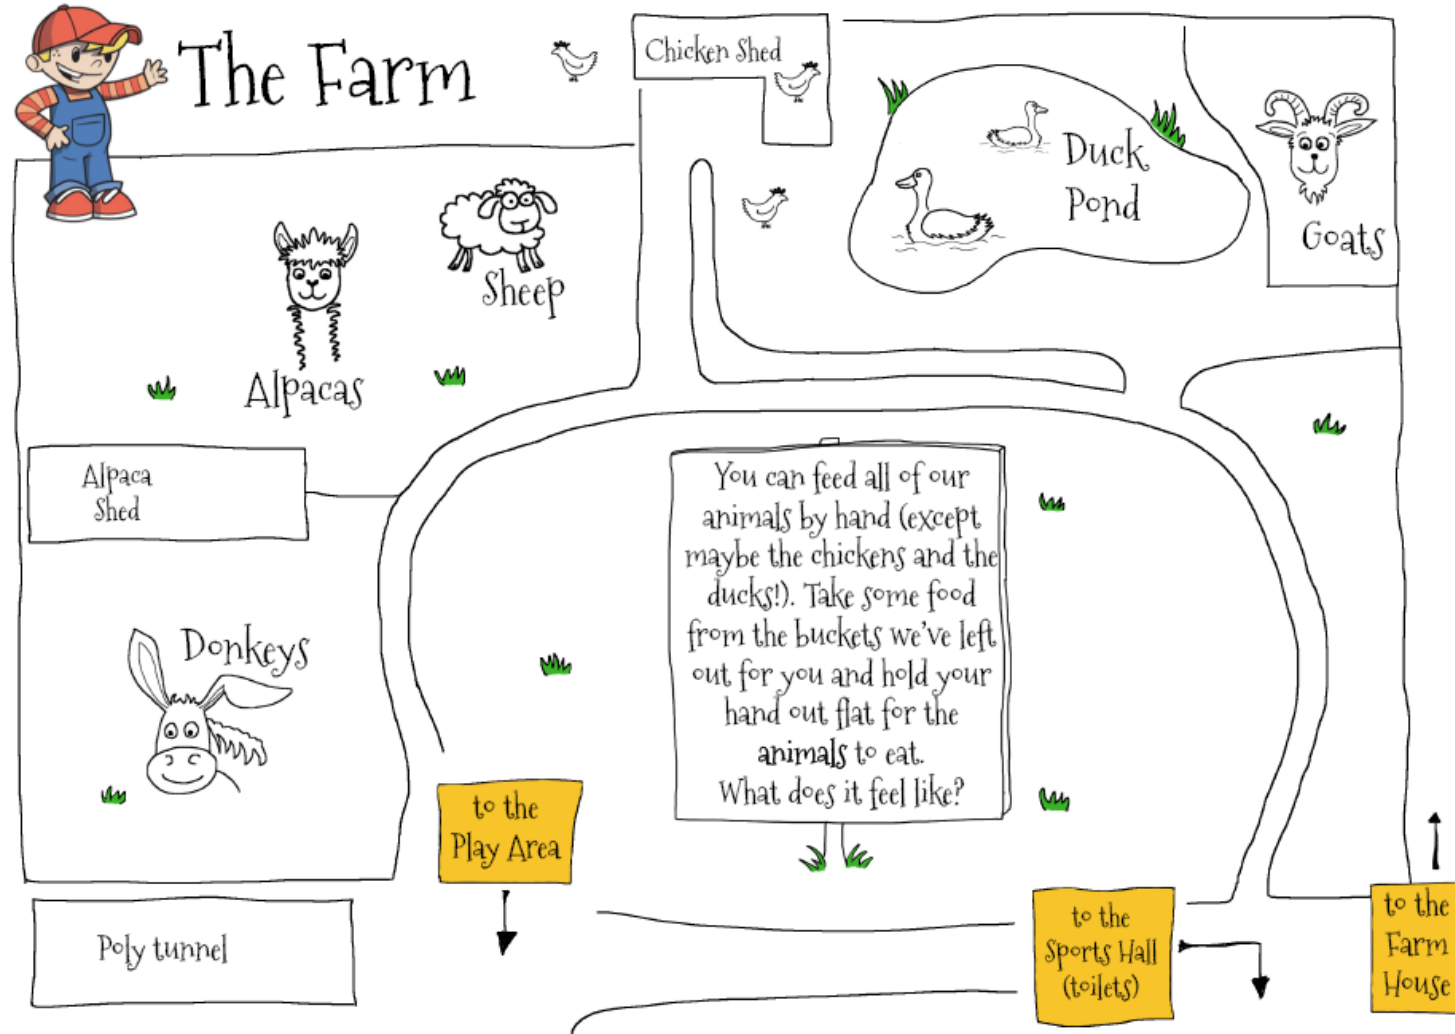 The Farm
Chicken Shed
Duck
Pond
Goats
Sheep
Alpacas
Alpaca
Shed
You can feed all of our
animals by hand (except
maybe the chickens and the
ducks!). Take some food
from the buckets we've left
out for you and hold your
hand out flat for the
animals to eat.
What does it feel like?
Donkeys
to the
Play Area
Poly tunnel
to the
Sports Hall
(toilets)
to the
Farm
House